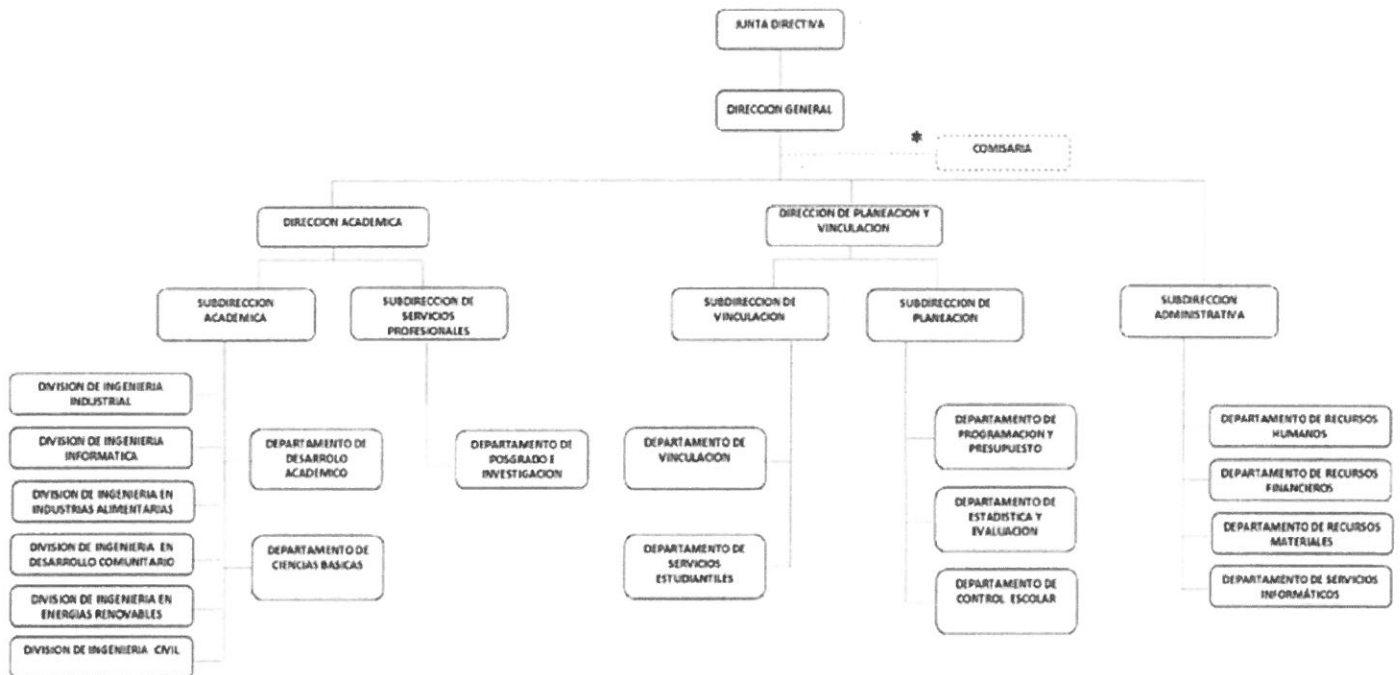 JUNTA DIRECTIVA
DIRECCION GENERAL
*
COMISARIA
DIRECCION ACADEMICA
DIRECCION DE PLANEACION Y
VINCULACION
SUBDIRECCION
ACADEMICA
SUBDIRECCION DE
SERVICIOS
PROFESIONALES
SUBDIRECCION DE
VINCULACION
SUBDIRECCION DE
PLANEACION
SUBDIRECCION
ADMINISTRATIVA
DIVISION DE INGENIERIA
INDUSTRIAL
DIVISION DE INGENIERIA
INFORMATICA
DIVISION DE INGENIERIA EN
INDUSTRIAS ALIMENTARIAS
DIVISION DE INGENIERIA EN
DESARROLLO COMUNITARIO
DIVISION DE INGENIERIA EN
ENERGIAS RENOVABLES
DIVISION DE INGENIERIA CIVIL
DEPARTAMENTO DE
DESARROLLO
ACADEMICO
DEPARTAMENTO DE
CIENCIAS BASICAS
DEPARTAMENTO DE
POSGRADO E
INVESTIGACION
DEPARTAMENTO DE
VINCULACION
DEPARTAMENTO DE
SERVICIOS
ESTUDIANTILES
DEPARTAMENTO DE
PROGRAMACION Y
PRESUPUESTO
DEPARTAMENTO DE
ESTADISTICA Y
EVALUACION
DEPARTAMENTO DE
CONTROL ESCOLAR
DEPARTAMENTO DE RECURSOS
HUMANOS
DEPARTAMENTO DE RECURSOS
FINANCIEROS
DEPARTAMENTO DE RECURSOS
MATERIALES
DEPARTAMENTO DE SERVICIOS
INFORMÁTICOS